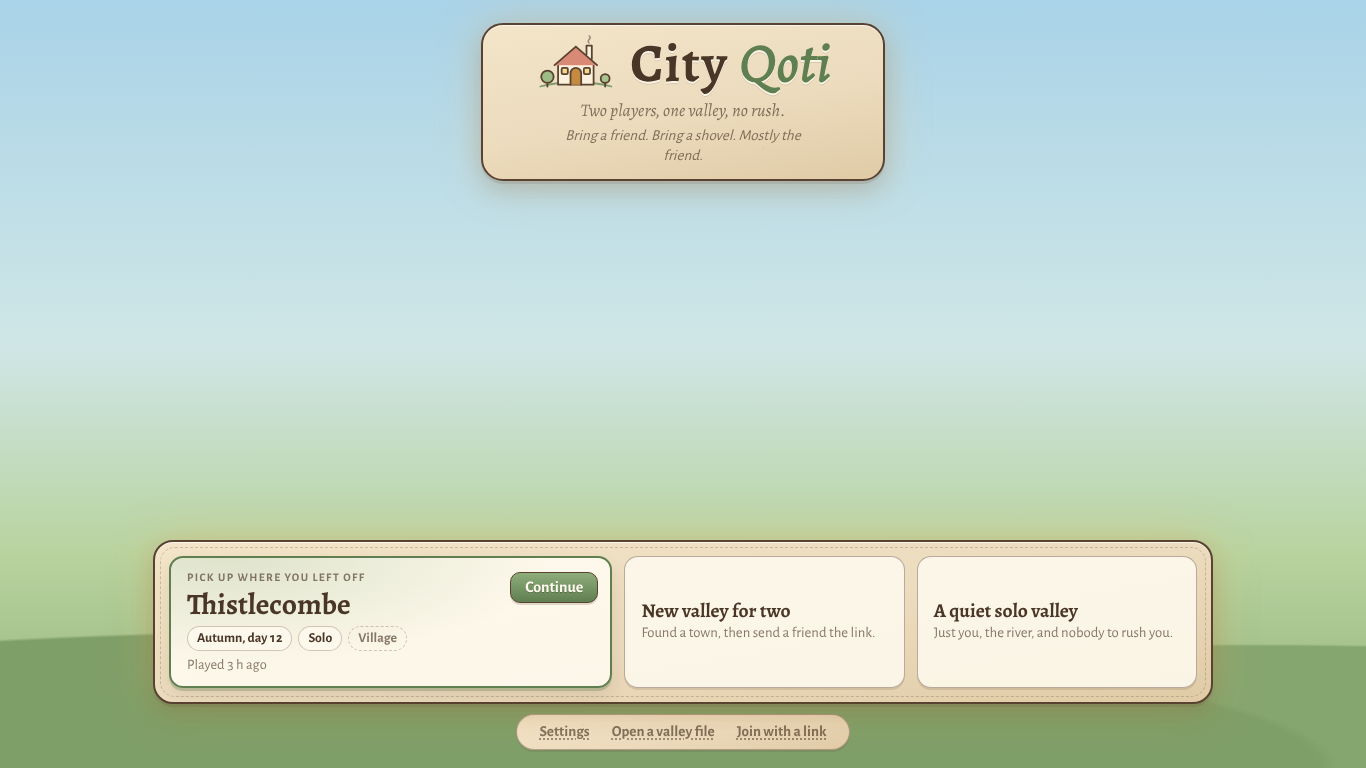 City Qoti
Two players, one valley, no rush.
Bring a friend. Bring a shovel. Mostly the
friend.
PICK UP WHERE YOU LEFT OFF
Continue
Thistlecombe
Autumn, day 12
Solo
Village
Played 3 h ago
New valley for two
Found a town, then send a friend the link.
A quiet solo valley
Just you, the river, and nobody to rush you.
Settings
Open a valley file
Join with a link